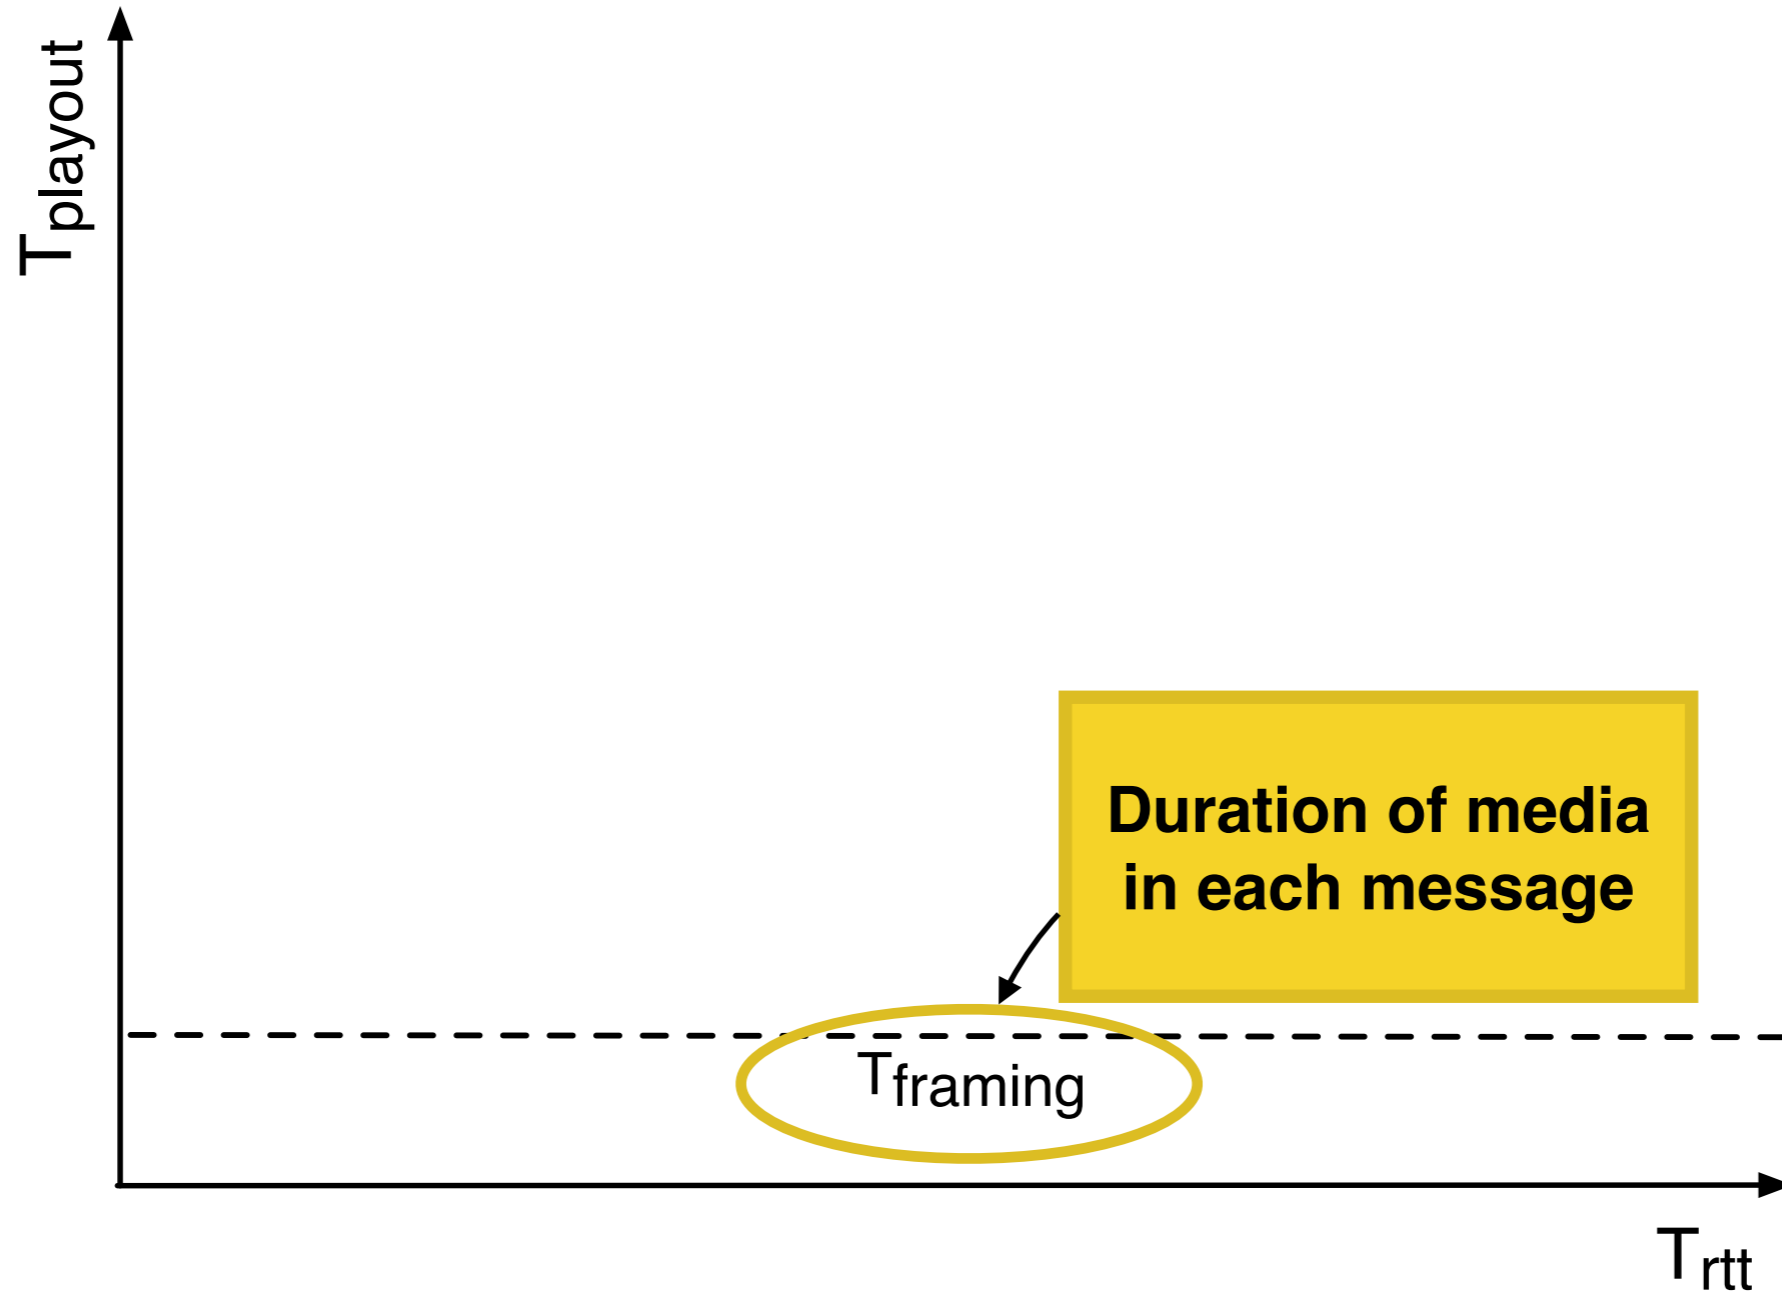 Tplayout
Duration of media
in each message
Tframing
Trtt